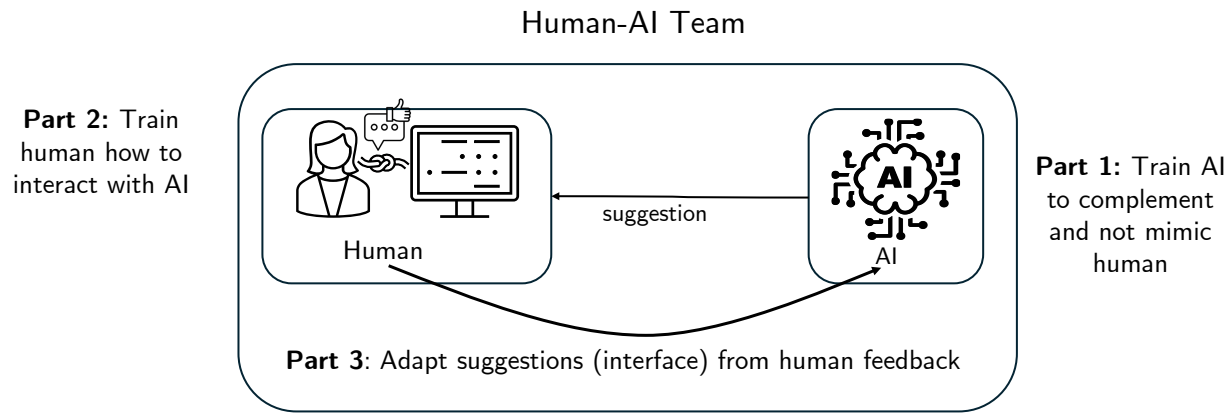 Human-AI Team
Part 2: Train
human how to
interact with AI
Human
suggestion
AI
AI
Part 1: Train AI
to complement
and not mimic
human
Part 3: Adapt suggestions (interface) from human feedback